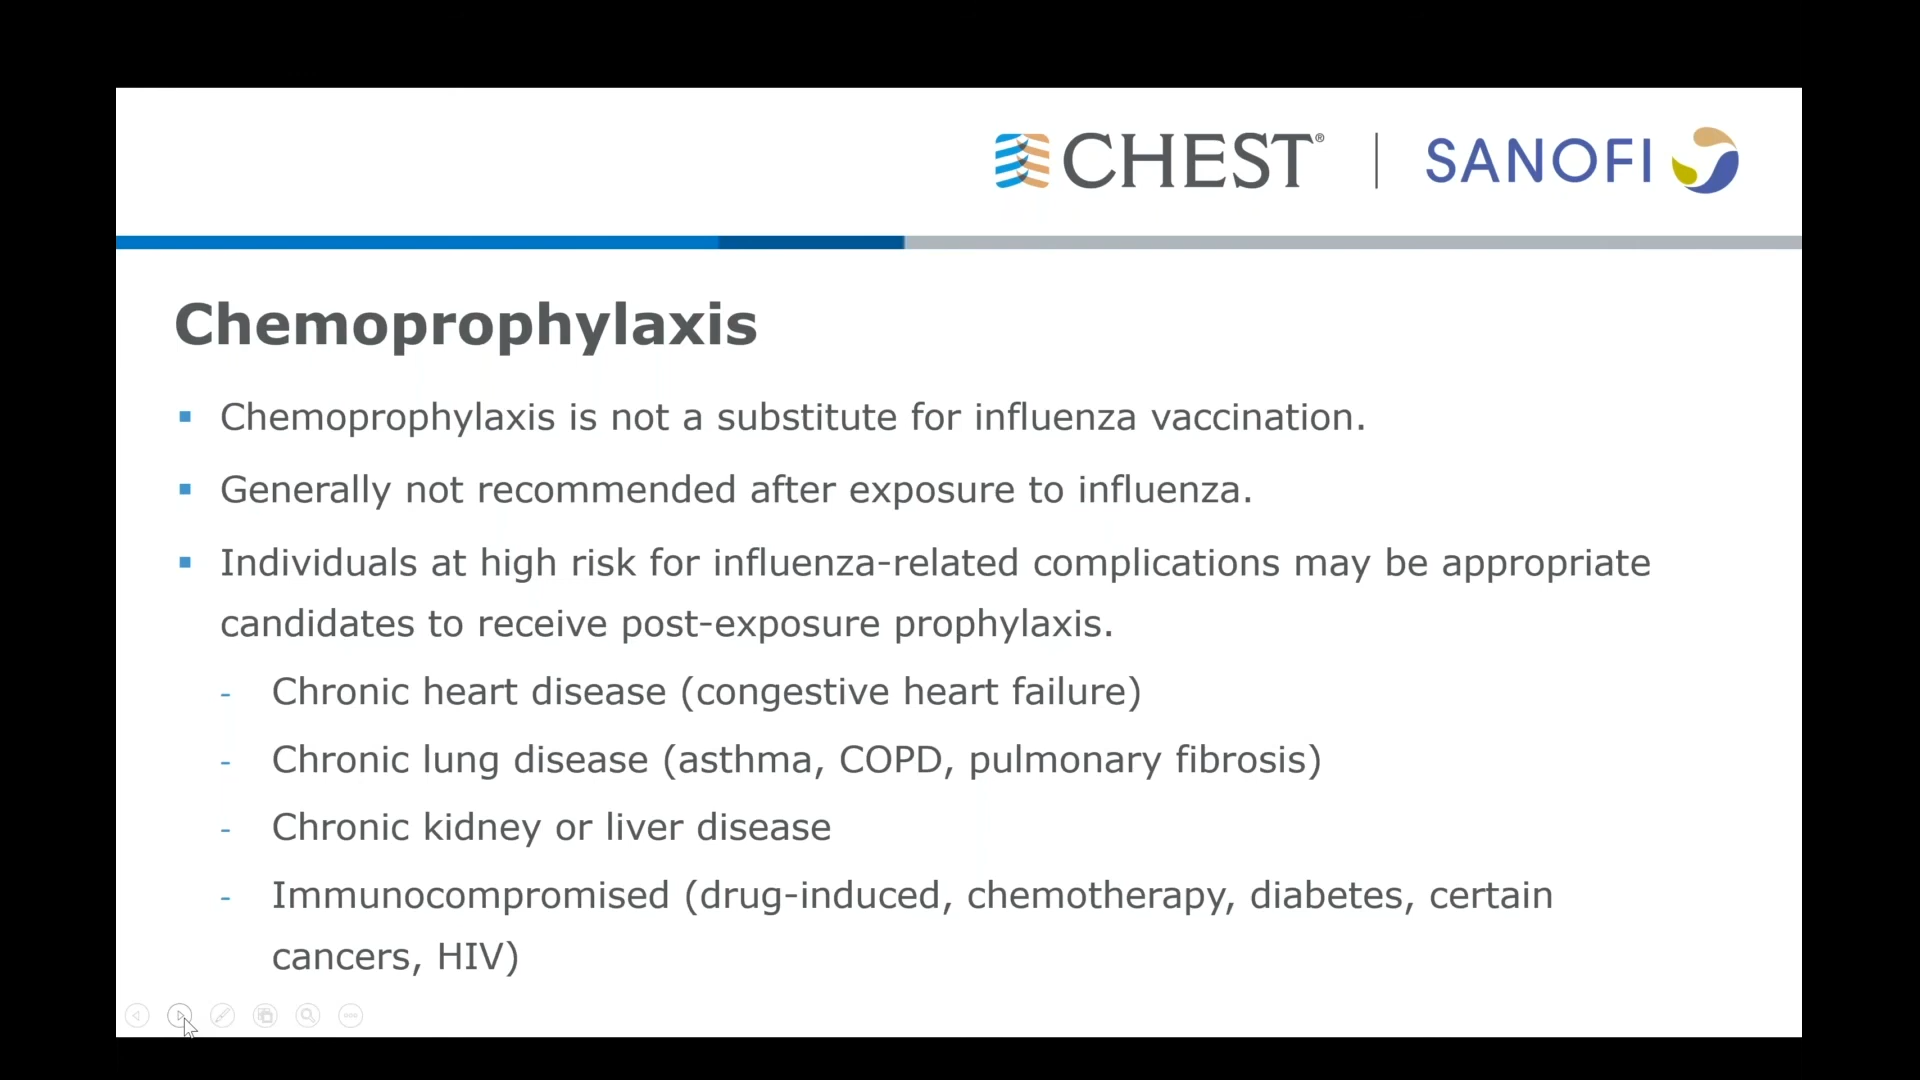 CHEST® | SANOFI
Chemoprophylaxis
▪ Chemoprophylaxis is not a substitute for influenza vaccination.
▪ Generally not recommended after exposure to influenza.
▪ Individuals at high risk for influenza-related complications may be appropriate
candidates to receive post-exposure prophylaxis.
- Chronic heart disease (congestive heart failure)
- Chronic lung disease (asthma, COPD, pulmonary fibrosis)
- Chronic kidney or liver disease
- Immunocompromised (drug-induced, chemotherapy, diabetes, certain
cancers, HIV)